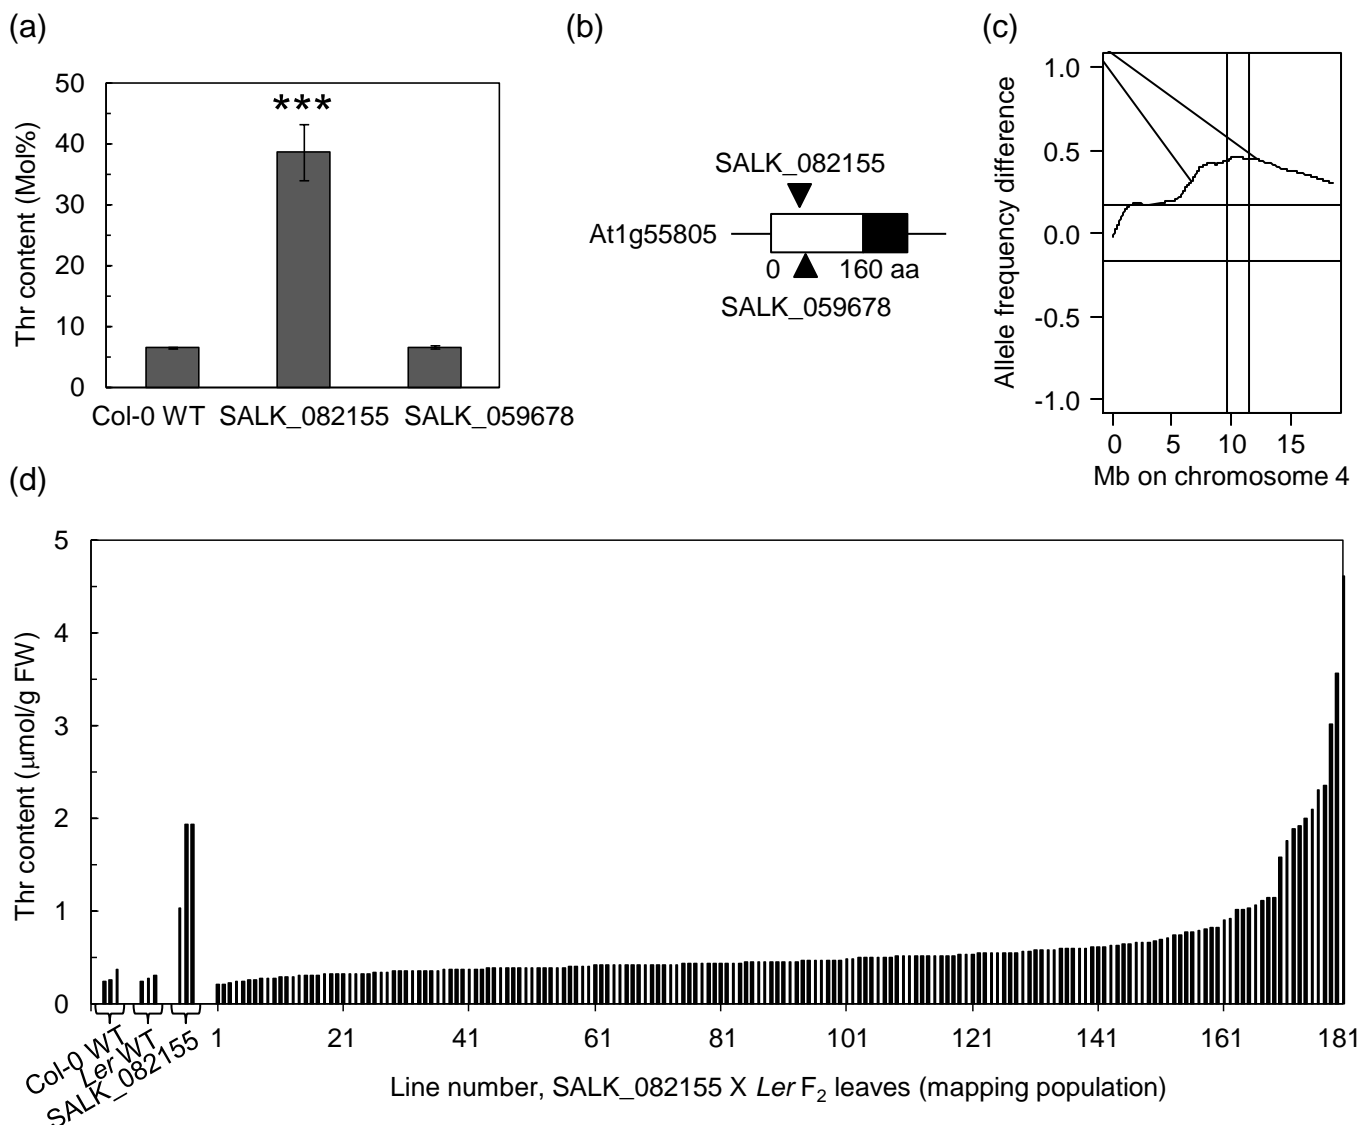 (a)
50
40
30
20
10
0
Thr content (Mol%)
***
Col-0 WT
SALK_082155
SALK_059678
(b)
SALK_082155
At1g55805
0
160 aa
SALK_059678
(c)
1.0
0.5
0.0
-0.5
-1.0
Allele frequency difference
0
5
10
15
Mb on chromosome 4
(d)
5
4
3
2
1
0
Thr content (μmol/g FW)
Col-0 WT
Ler WT
SALK_082155
1
21
41
61
81
101
121
141
161
181
Line number, SALK_082155 X Ler F2 leaves (mapping population)